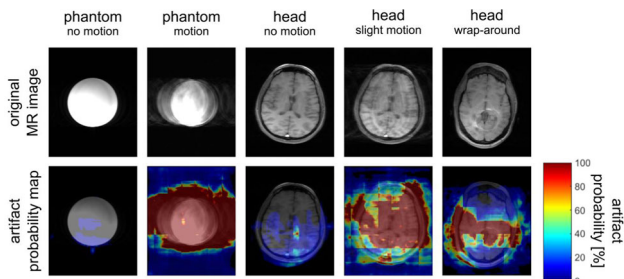 phantom
no motion
phantom
motion
head
no motion
head
slight motion
head
wrap-around
original
MR image
artifact
probability map
100
80
60
40
20
0
artifact
probability [%]